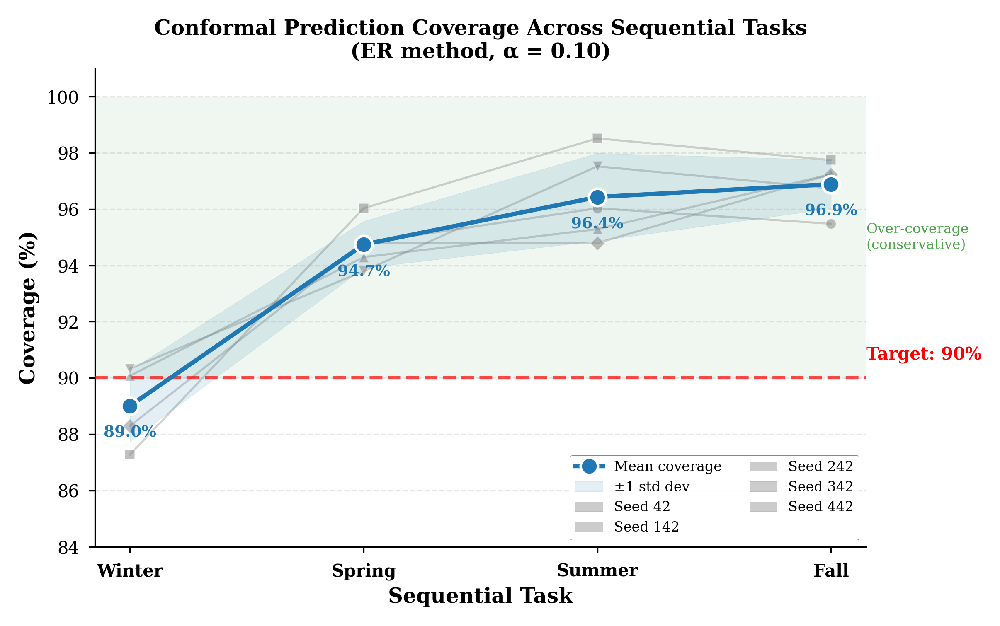 Conformal Prediction Coverage Across Sequential Tasks
(ER method, α = 0.10)
Coverage (%)
100
98
96
94
92
90
88
86
84
89.0%
94.7%
96.4%
96.9%
Over-coverage
(conservative)
Target: 90%
Mean coverage
±1 std dev
Seed 42
Seed 142
Seed 242
Seed 342
Seed 442
Winter
Spring
Summer
Fall
Sequential Task